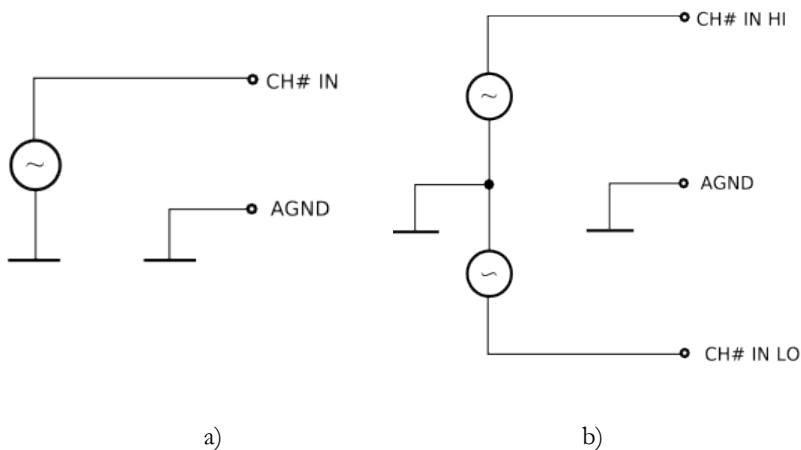 CH# IN
AGND
a)
CH# IN HI
AGND
CH# IN LO
b)